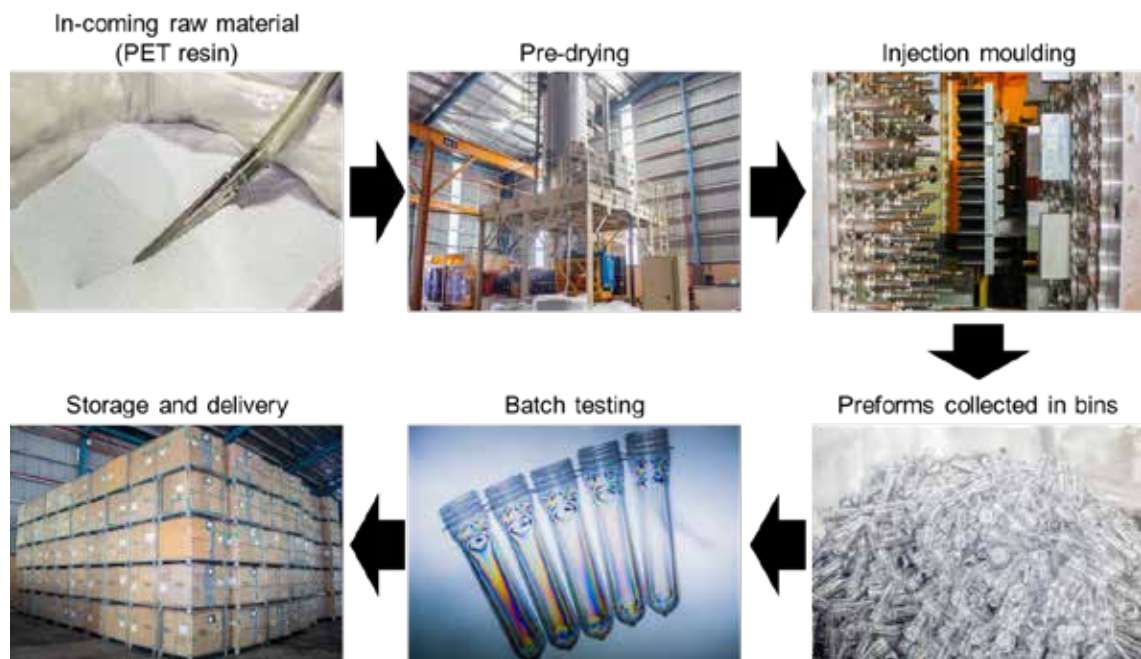 In-coming raw material
(PET resin)
Pre-drying
Injection moulding
Storage and delivery
Batch testing
Preforms collected in bins